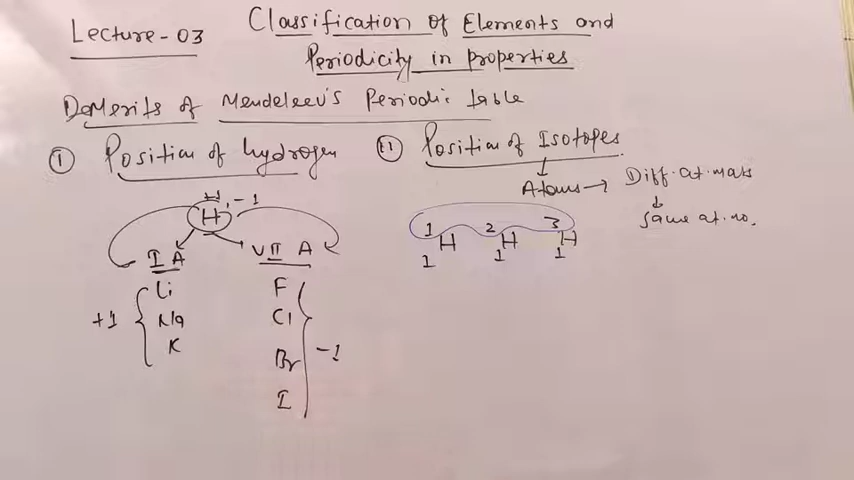 Lecture-03
Classification of Elements and
Periodicity in properties
DeMerits of Mendeleev's Periodic table
I Position of hydrogen
II Position of Isotopes
Atoms → Diff. at. mass
same at. no.
+1, -1
H
IA VII A
+1
Li
Na
K
F
Cl
Br
I
-1
1 2 3
H H H
1 1 1